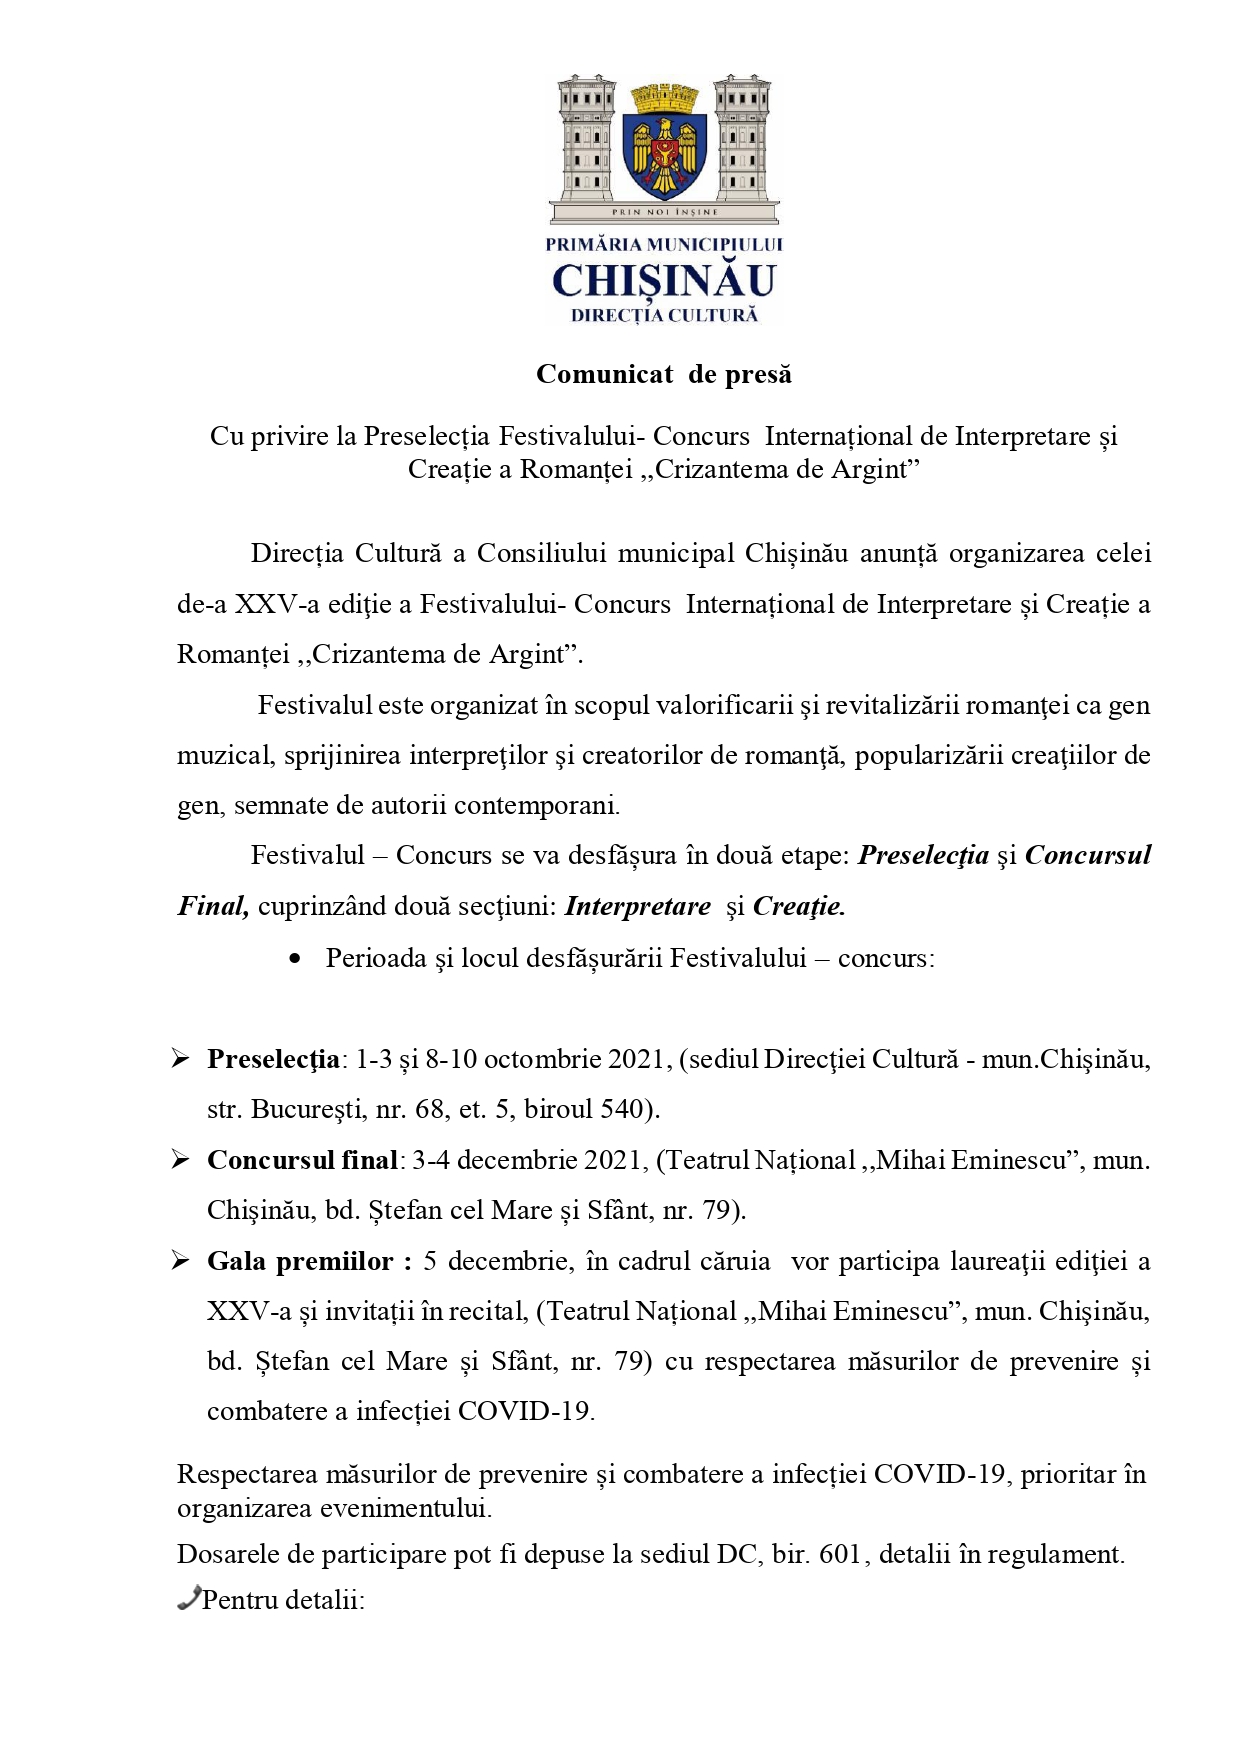 PRIN NOI ÎNȘINE
PRIMĂRIA MUNICIPIULUI
CHIȘINĂU
DIRECȚIA CULTURĂ
Comunicat de presă
Cu privire la Preselecția Festivalului- Concurs Internațional de Interpretare și
Creație a Romanței ,,Crizantema de Argint”
Direcția Cultură a Consiliului municipal Chișinău anunță organizarea celei
de-a XXV-a ediţie a Festivalului- Concurs Internațional de Interpretare și Creație a
Romanței ,,Crizantema de Argint”.
Festivalul este organizat în scopul valorificarii şi revitalizării romanţei ca gen
muzical, sprijinirea interpreţilor şi creatorilor de romanţă, popularizării creaţiilor de
gen, semnate de autorii contemporani.
Festivalul – Concurs se va desfășura în două etape: Preselecţia şi Concursul
Final, cuprinzând două secţiuni: Interpretare şi Creaţie.
• Perioada şi locul desfășurării Festivalului – concurs:
➢ Preselecţia: 1-3 și 8-10 octombrie 2021, (sediul Direcţiei Cultură - mun.Chişinău,
str. Bucureşti, nr. 68, et. 5, biroul 540).
➢ Concursul final: 3-4 decembrie 2021, (Teatrul Național ,,Mihai Eminescu”, mun.
Chişinău, bd. Ștefan cel Mare și Sfânt, nr. 79).
➢ Gala premiilor : 5 decembrie, în cadrul căruia vor participa laureaţii ediţiei a
XXV-a și invitații în recital, (Teatrul Național ,,Mihai Eminescu”, mun. Chişinău,
bd. Ștefan cel Mare și Sfânt, nr. 79) cu respectarea măsurilor de prevenire și
combatere a infecției COVID-19.
Respectarea măsurilor de prevenire și combatere a infecției COVID-19, prioritar în
organizarea evenimentului.
Dosarele de participare pot fi depuse la sediul DC, bir. 601, detalii în regulament.
Pentru detalii: